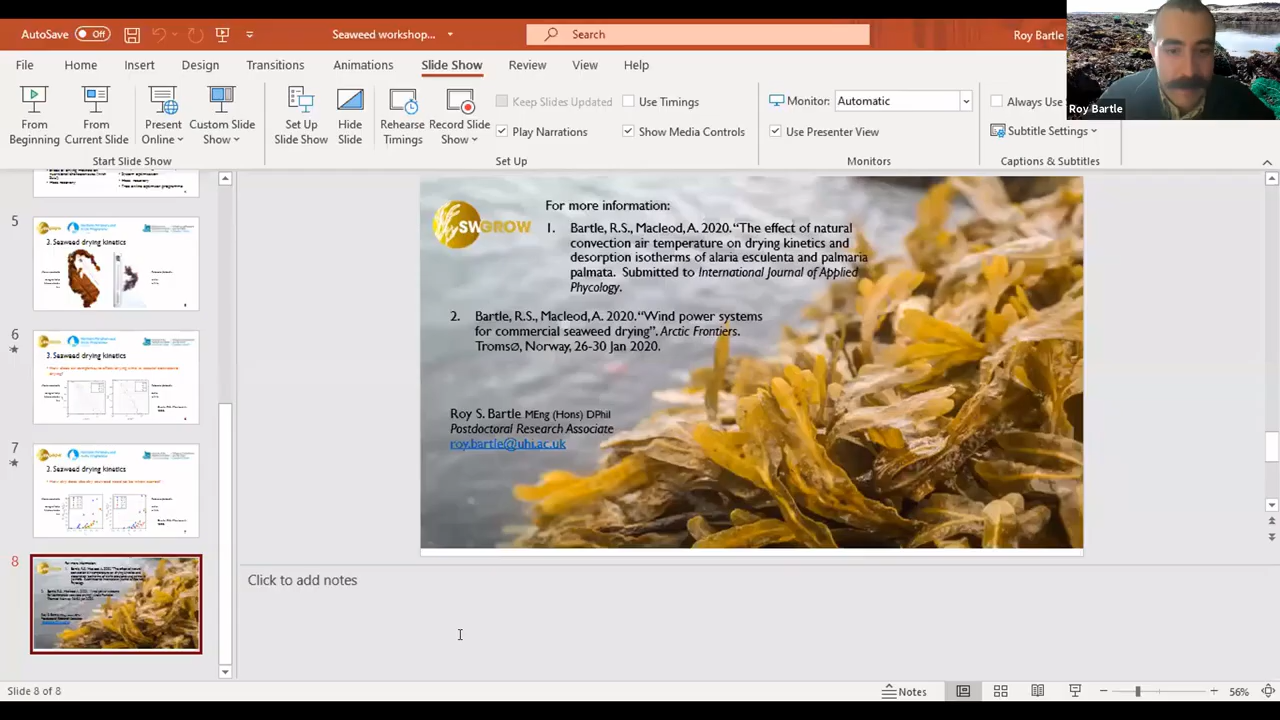 AutoSave Off
Seaweed workshop...
Search
Roy Bartle
File Home Insert Design Transitions Animations Slide Show Review View Help
From Beginning
From Current Slide
Present Online
Custom Slide Show
Set Up Slide Show
Hide Slide
Rehearse Timings
Record Slide Show
Keep Slides Updated
Play Narrations
Use Timings
Show Media Controls
Monitor: Automatic
Use Presenter View
Always Use
Subtitle Settings
Roy Bartle
Start Slide Show
Set Up
Monitors
Captions & Subtitles
5
3. Seaweed drying kinetics
6
3. Seaweed drying kinetics
7
2. Seaweed drying kinetics
8
SWGROW
For more information:
1. Bartle, R.S., Macleod, A. 2020. “The effect of natural
convection air temperature on drying kinetics and
desorption isotherms of alaria esculenta and palmaria
palmata. Submitted to International Journal of Applied
Phycology.
2. Bartle, R.S., Macleod, A. 2020. “Wind power systems
for commercial seaweed drying”. Arctic Frontiers.
TromsØ, Norway, 26-30 Jan 2020.
Roy S. Bartle MEng (Hons) DPhil
Postdoctoral Research Associate
roy.bartle@uhi.ac.uk
Click to add notes
Slide 8 of 8
Notes
56%